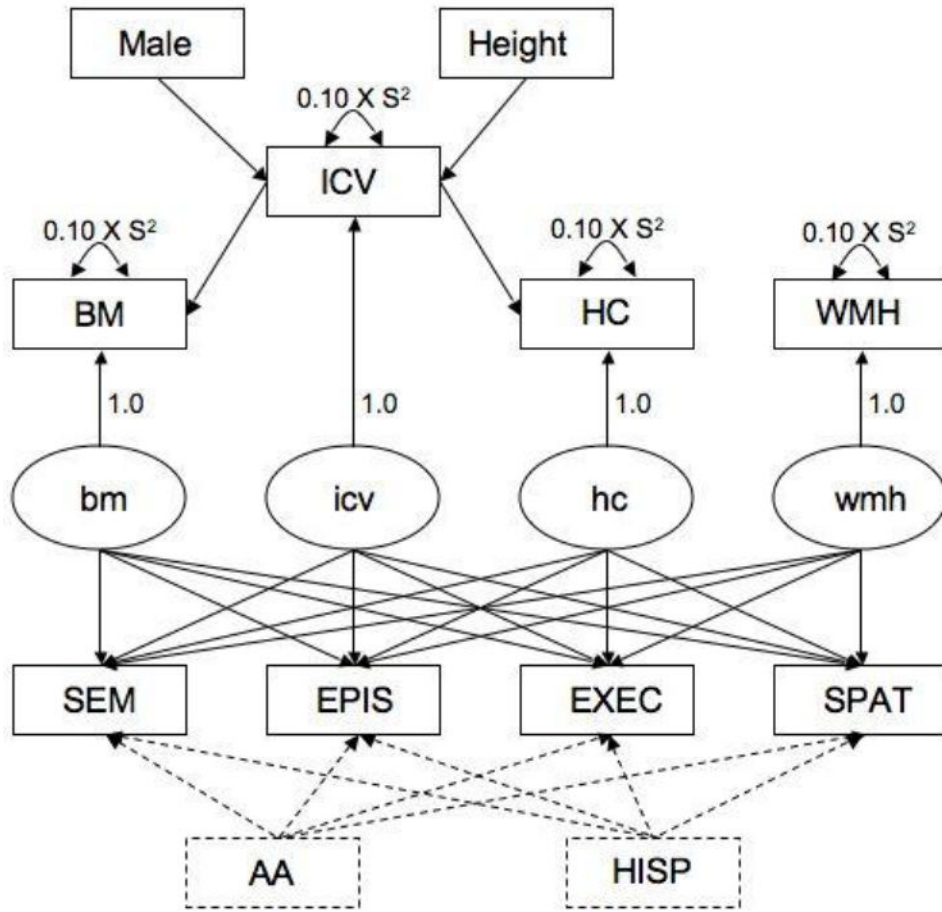 Male Height
0.10 X S²
ICV
0.10 X S² 0.10 X S² 0.10 X S²
BM HC WMH
1.0 1.0 1.0 1.0
bm icv hc wmh
SEM EPIS EXEC SPAT
AA HISP